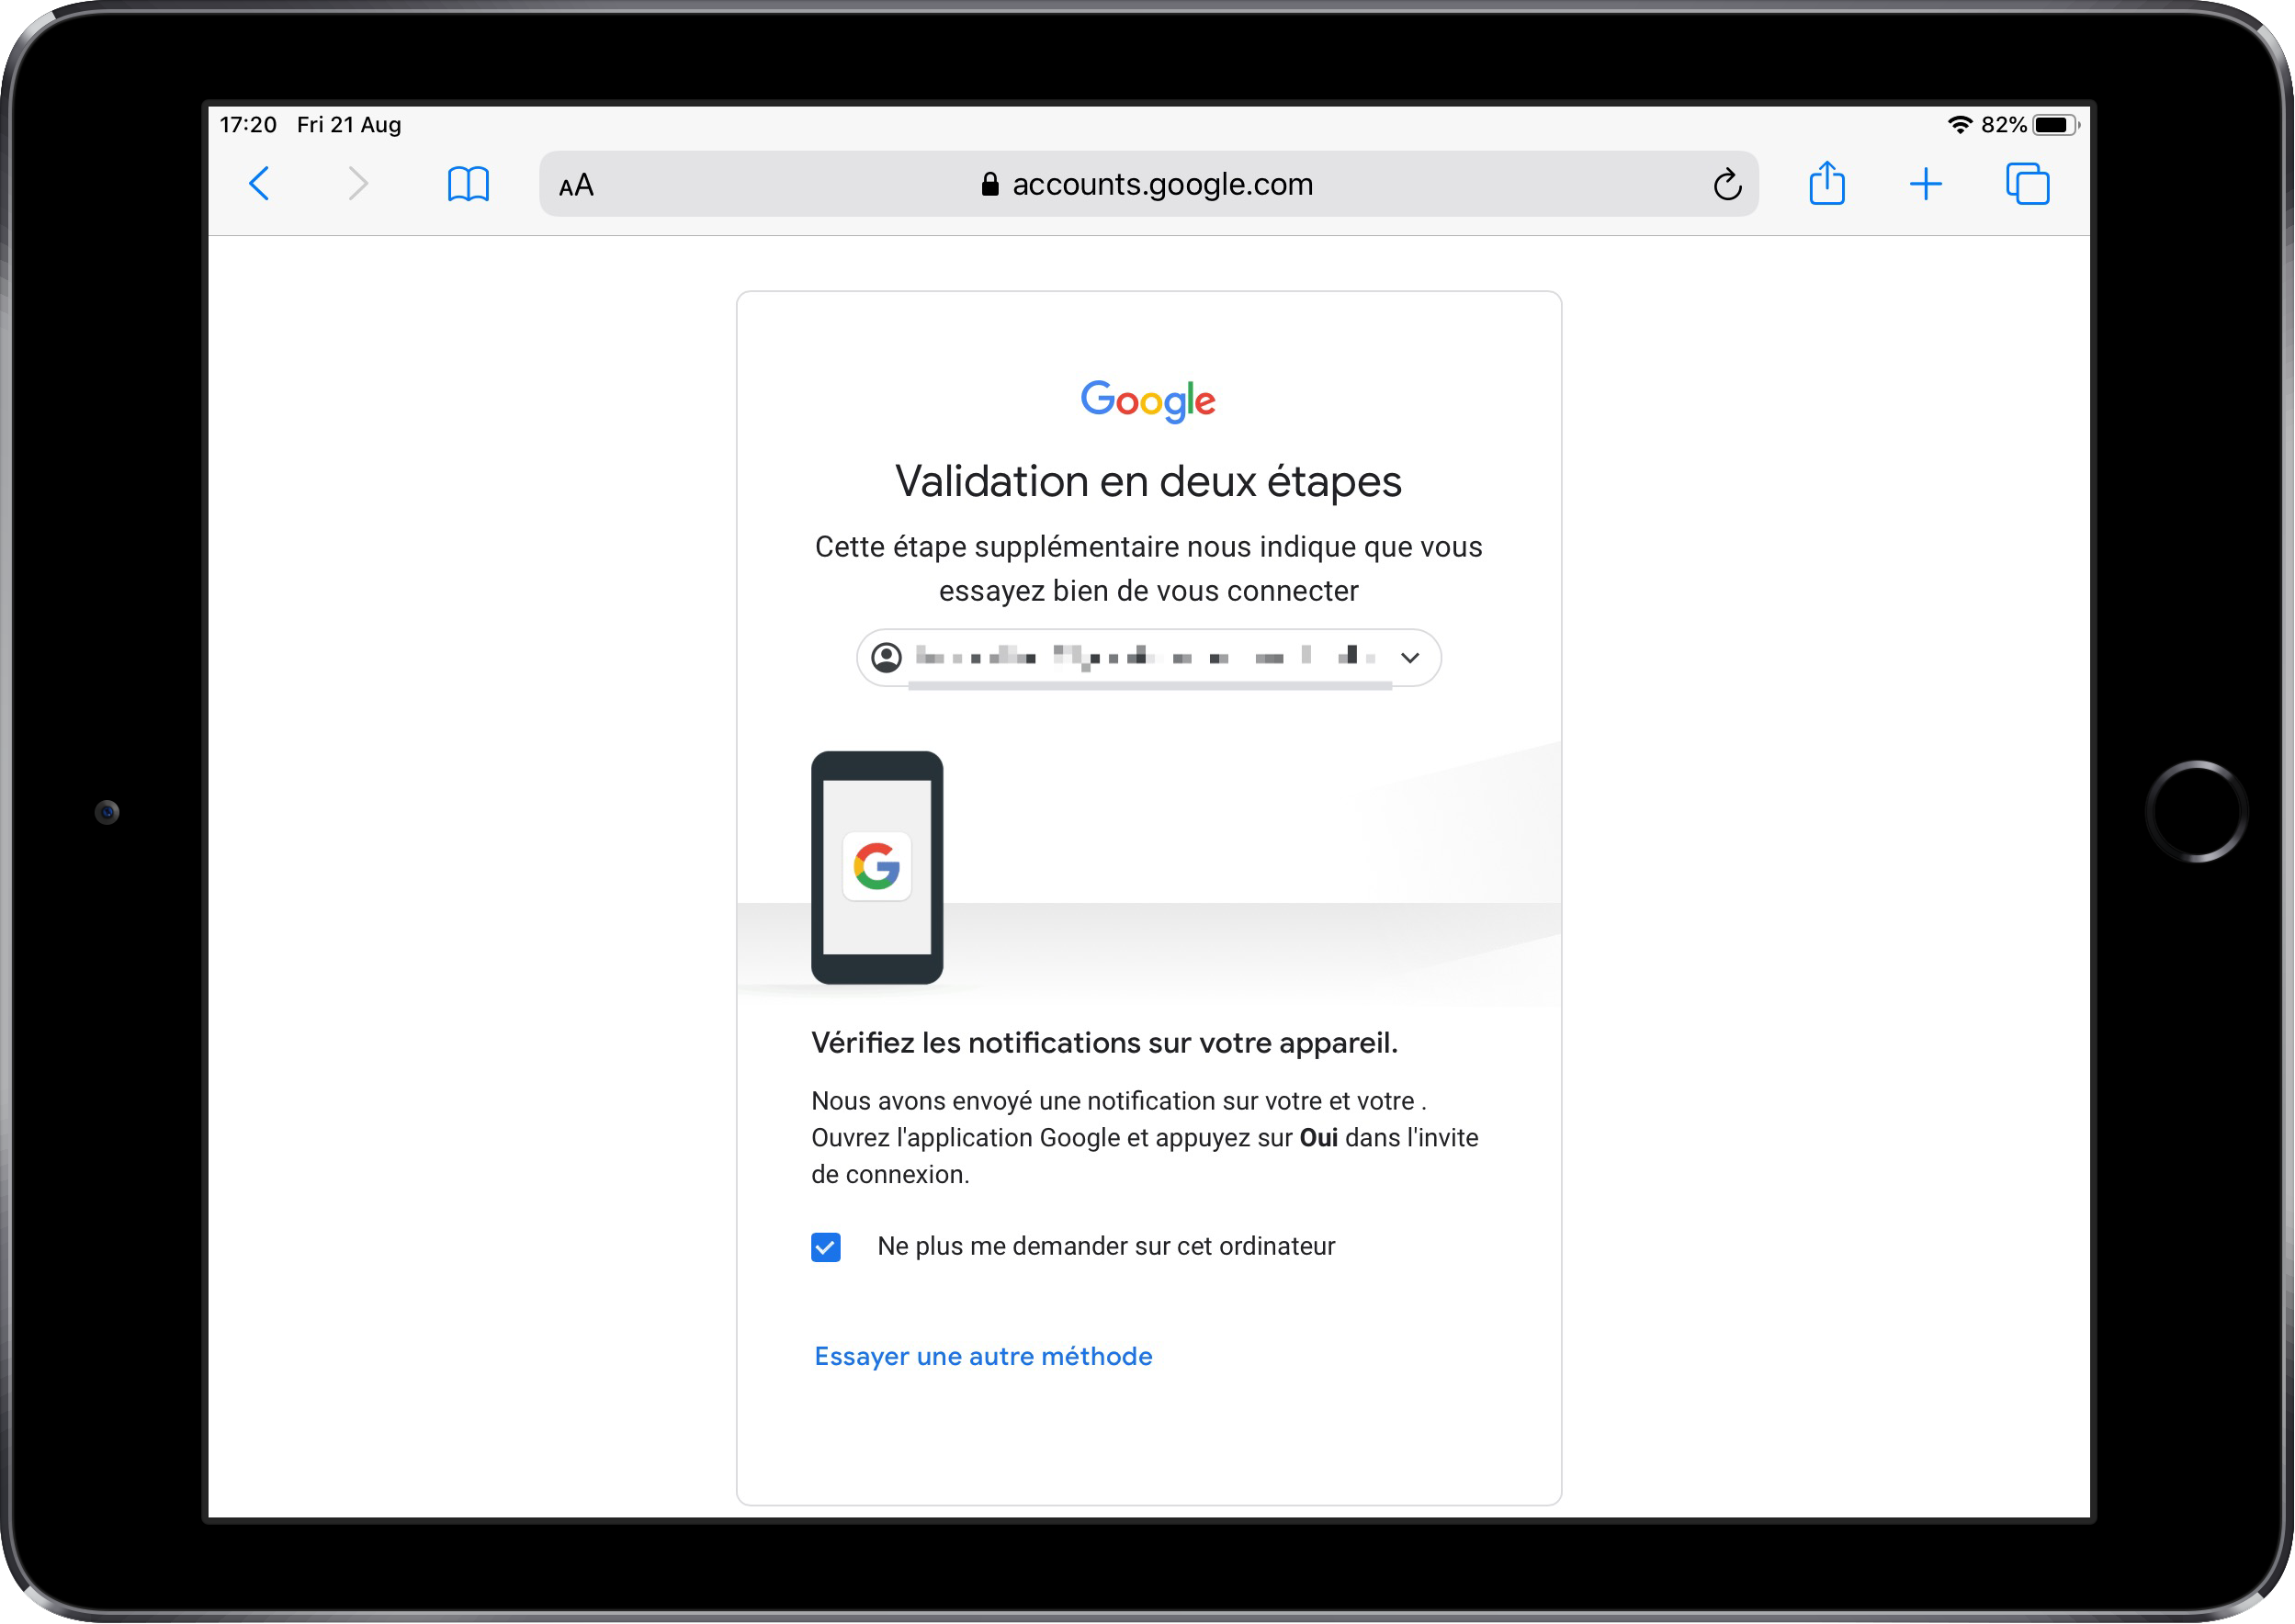 17:20 Fri 21 Aug 82%
AA accounts.google.com
Google
Validation en deux étapes
Cette étape supplémentaire nous indique que vous
essayez bien de vous connecter
G
Vérifiez les notifications sur votre appareil.
Nous avons envoyé une notification sur votre et votre .
Ouvrez l'application Google et appuyez sur Oui dans l'invite
de connexion.
Ne plus me demander sur cet ordinateur
Essayer une autre méthode